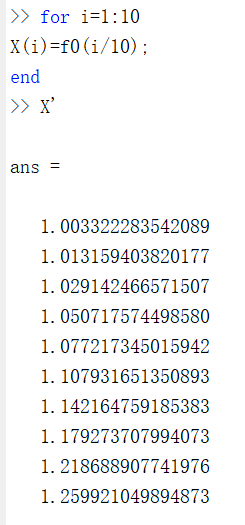 >> for i=1:10
X(i)=f0(i/10);
end
>> X'
ans =
1.003322283542089
1.013159403820177
1.029142466571507
1.050717574498580
1.077217345015942
1.107931651350893
1.142164759185383
1.179273707994073
1.218688907741976
1.259921049894873